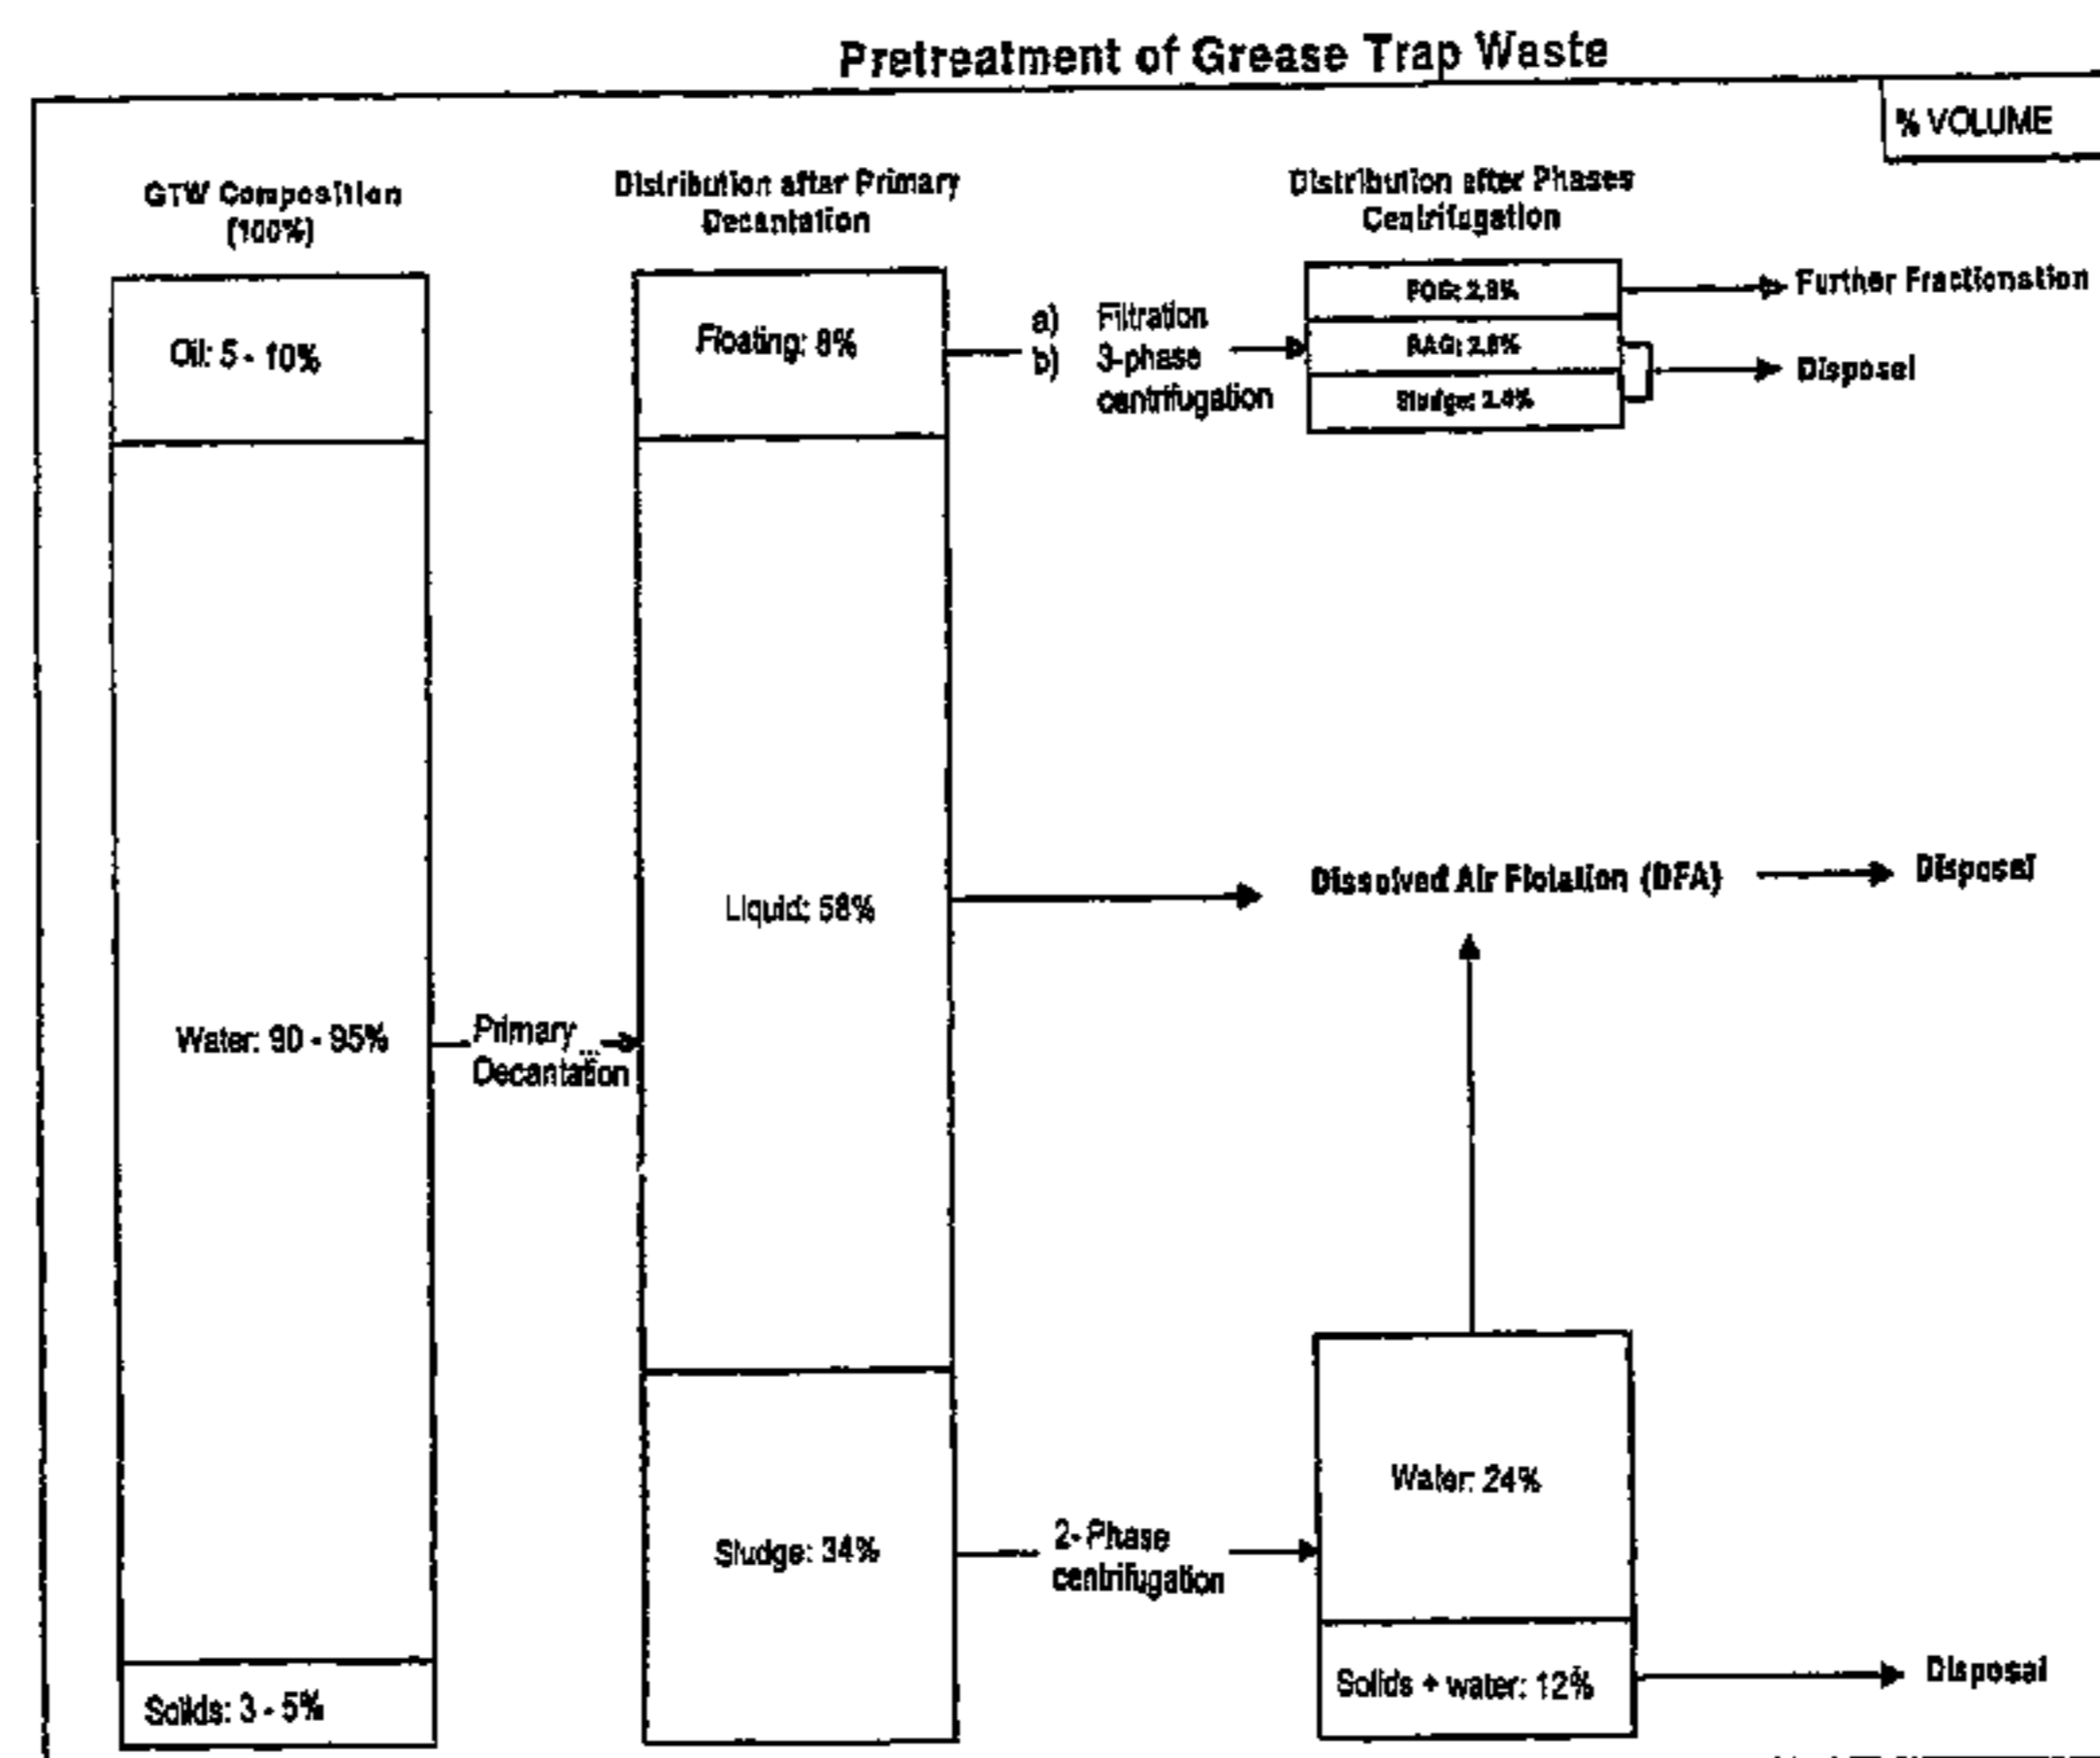 Pretreatment of Grease Trap Waste
% VOLUME
GTW Composition
(100%)
Distribution after Primary
Decantation
Distribution after Phases
Centrifugation
Oil: 5 - 10%
Floating: 8%
a) Filtration
b) 3-phase
centrifugation
FOG:
Sludge:
Further Fractionation
Disposal
Water: 90 - 95%
Primary
Decantation
Liquid: 58%
Dissolved Air Flotation (DFA)
Disposal
Sludge: 34%
2-Phase
centrifugation
Water: 24%
Solids + water: 12%
Disposal
Solids: 3 - 5%